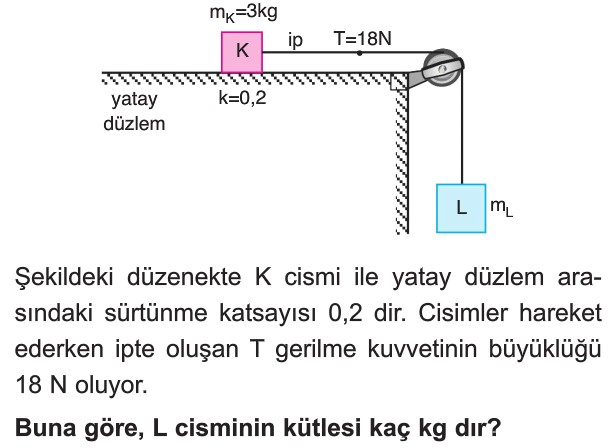 mK=3kg
K
ip
T=18N
yatay
düzlem
k=0,2
L
mL
Şekildeki düzenekte K cismi ile yatay düzlem ara-
sındaki sürtünme katsayısı 0,2 dir. Cisimler hareket
ederken ipte oluşan T gerilme kuvvetinin büyüklüğü
18 N oluyor.
Buna göre, L cisminin kütlesi kaç kg dır?